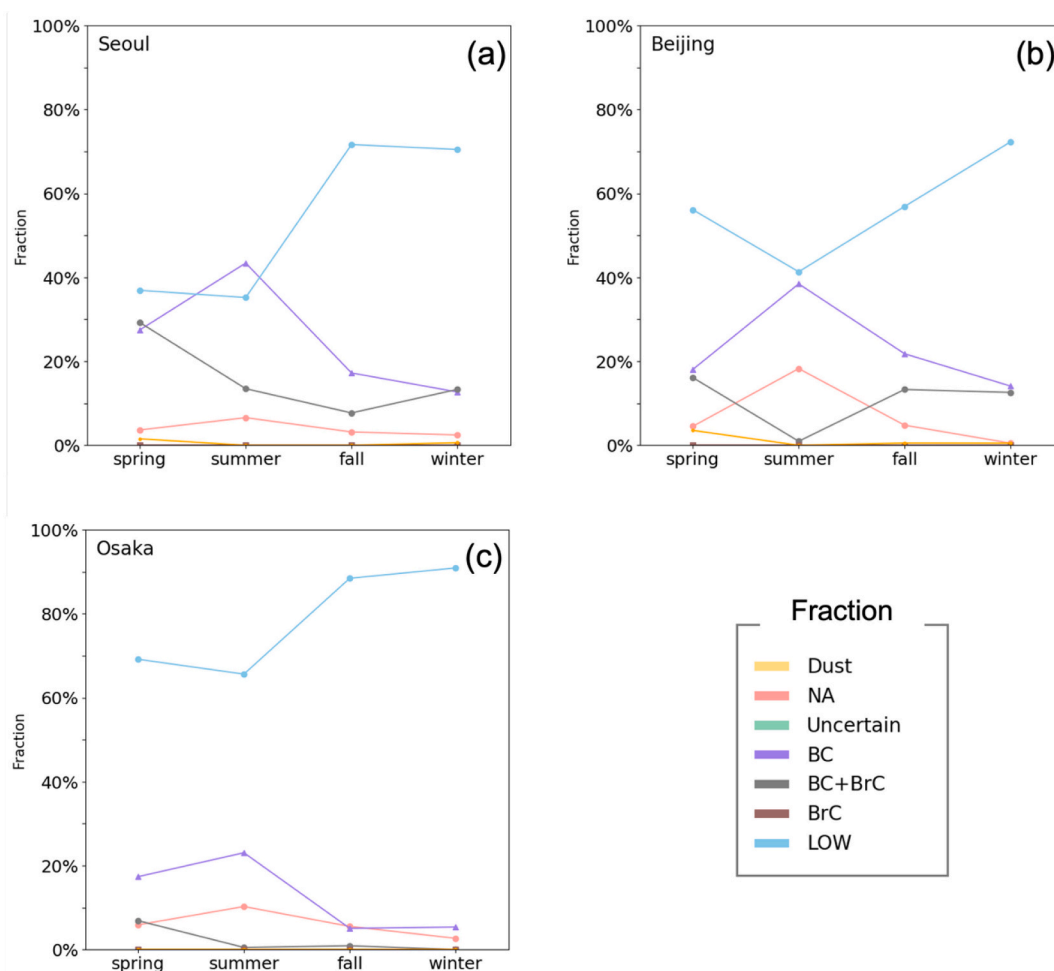 Seoul
(a)
100%
80%
60%
40%
20%
0%
Fraction
spring
summer
fall
winter
Beijing
(b)
100%
80%
60%
40%
20%
0%
Fraction
spring
summer
fall
winter
Osaka
(c)
100%
80%
60%
40%
20%
0%
Fraction
spring
summer
fall
winter
Fraction
Dust
NA
Uncertain
BC
BC+BrC
BrC
LOW